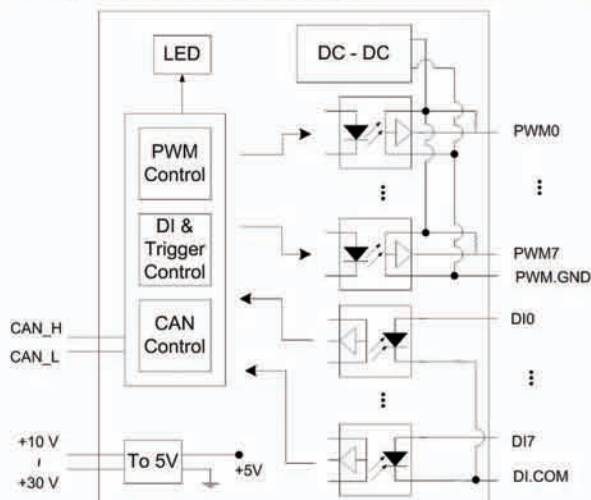 LED
DC - DC
PWM
Control
PWM0
DI &
Trigger
Control
PWM7
PWM.GND
CAN
Control
CAN_H
CAN_L
DI0
+10 V
~
+30 V
To 5V
+5V
DI7
DI.COM